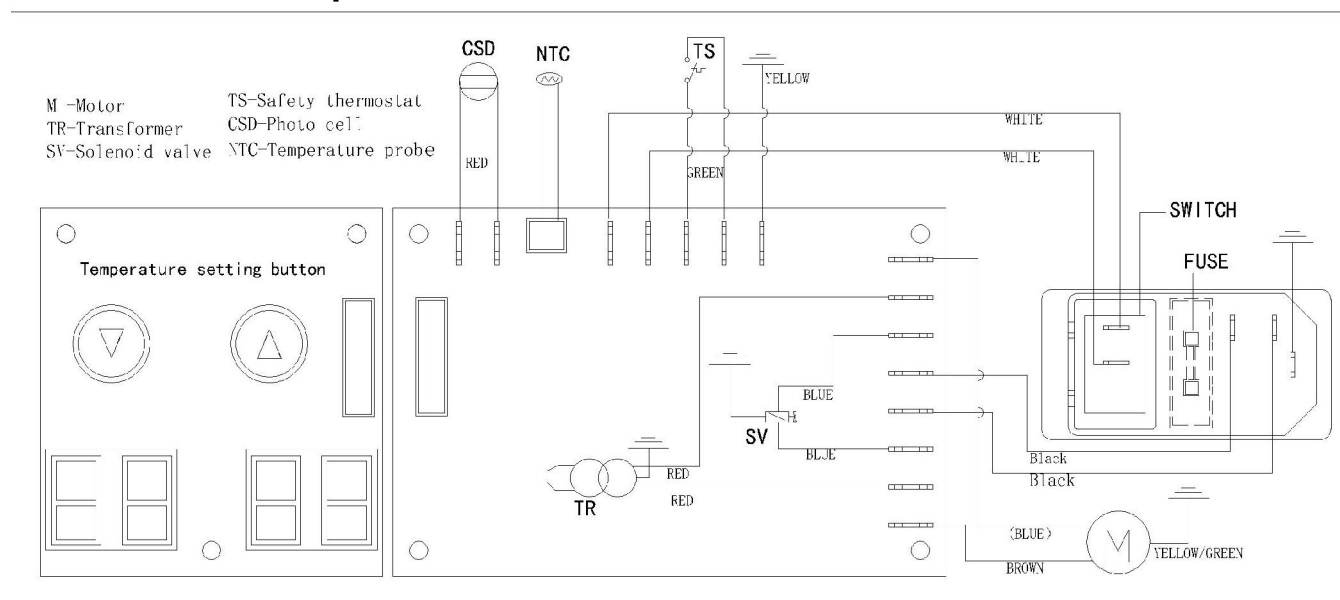 CSD
NTC
TS
YELLOW
M -Motor
TS-Safety thermostat
TR-Transformer
CSD-Photo cell
SV-Solenoid valve
NTC-Temperature probe
WHITE
RED
WHITE
GREEN
SWITCH
FUSE
Temperature setting button
BLUE
SV
BLUE
Black
RED
Black
RED
TR
(BLUE)
M
YELLOW/GREEN
BROWN